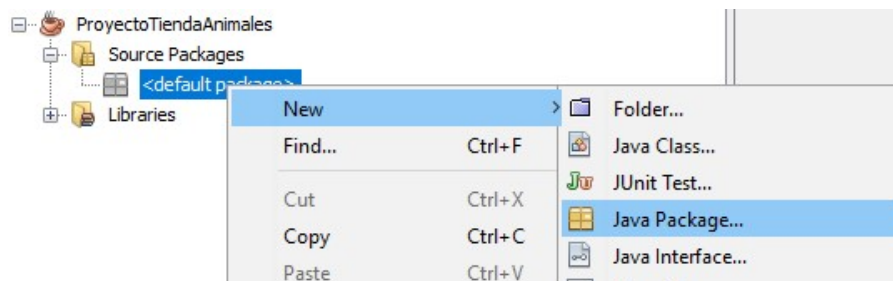 ProyectoTiendaAnimales
Source Packages
<default package>
Libraries
New
Find... Ctrl+F
Cut Ctrl+X
Copy Ctrl+C
Paste Ctrl+V
Folder...
Java Class...
JUnit Test...
Java Package...
Java Interface...